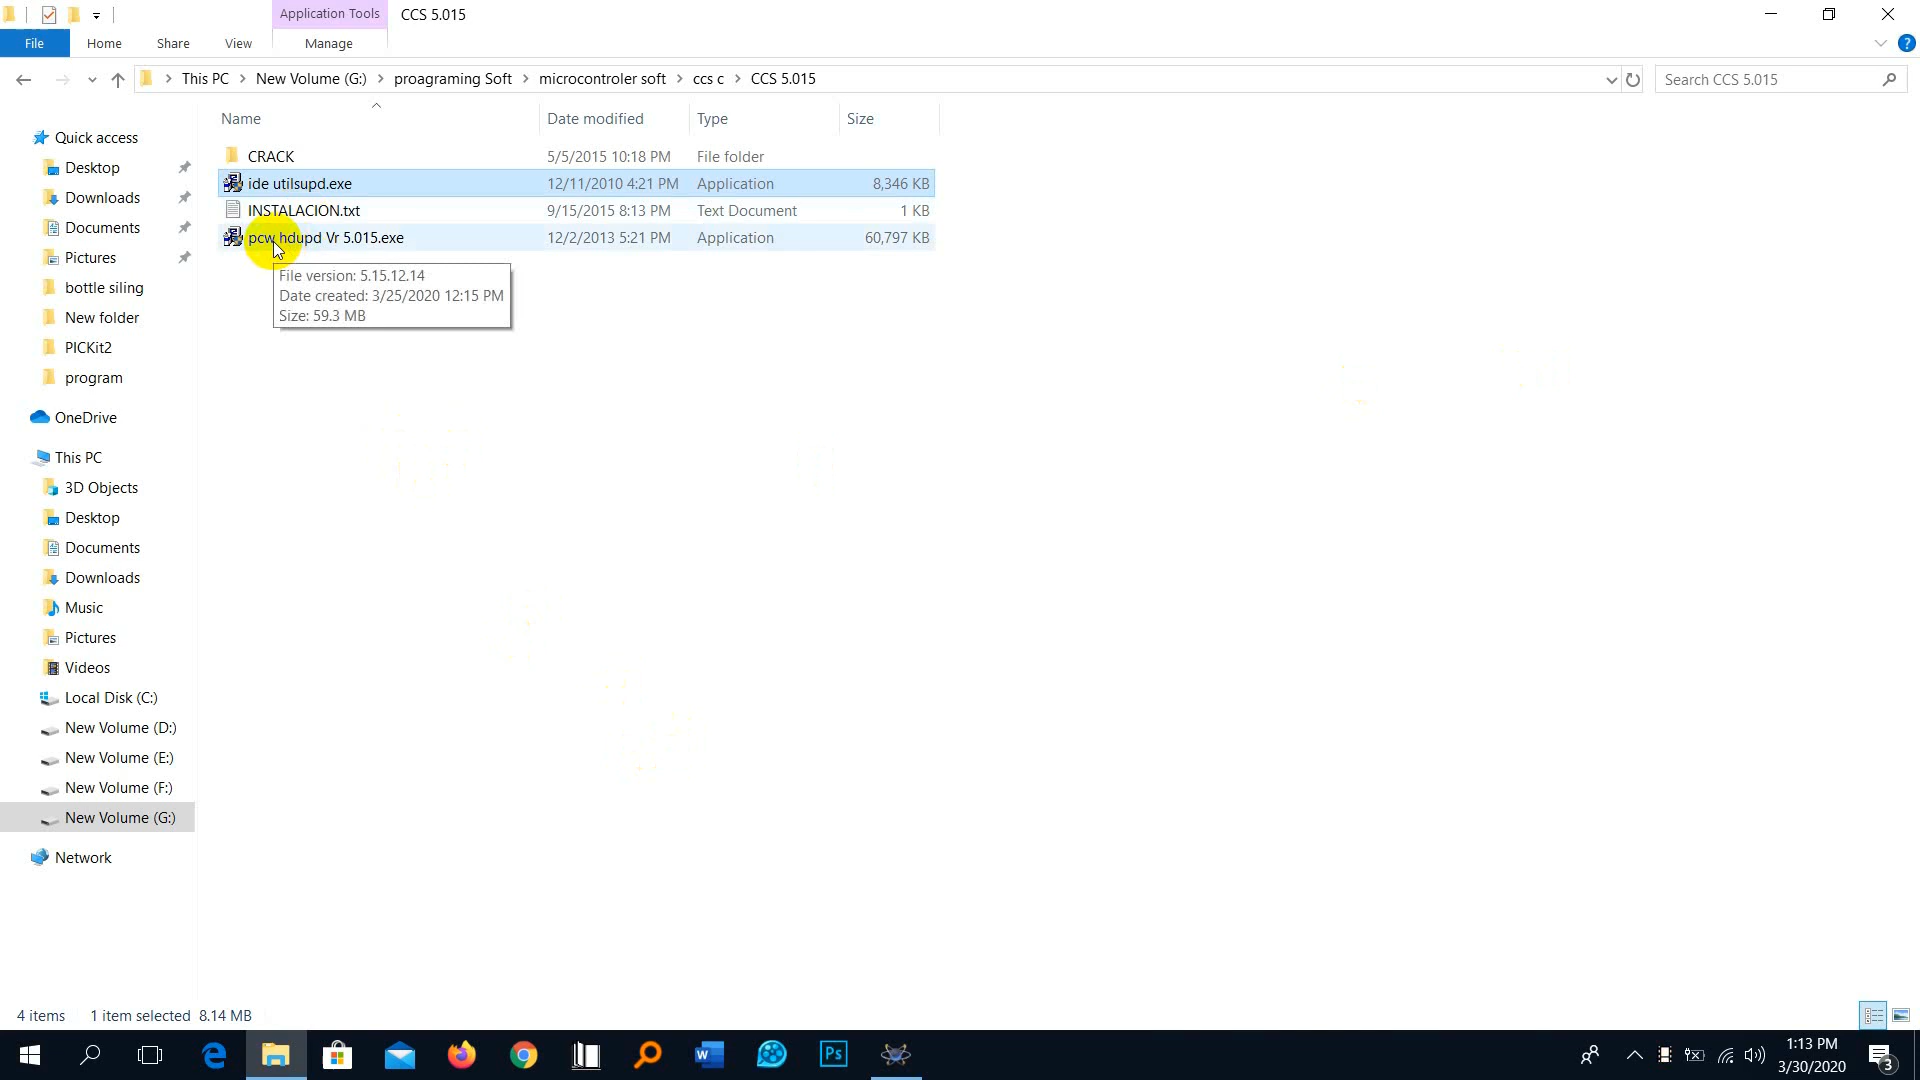 Application Tools
CCS 5.015
File
Home
Share
View
Manage
This PC
New Volume (G:)
proagraming Soft
microcontroler soft
ccs c
CCS 5.015
Search CCS 5.015
Name
Date modified
Type
Size
CRACK
5/5/2015 10:18 PM
File folder
ide utilsupd.exe
12/11/2010 4:21 PM
Application
8,346 KB
INSTALACION.txt
9/15/2015 8:13 PM
Text Document
1 KB
pcw hdupd Vr 5.015.exe
12/2/2013 5:21 PM
Application
60,797 KB
File version: 5.15.12.14
Date created: 3/25/2020 12:15 PM
Size: 59.3 MB
Quick access
Desktop
Downloads
Documents
Pictures
bottle siling
New folder
PICKit2
program
OneDrive
This PC
3D Objects
Desktop
Documents
Downloads
Music
Pictures
Videos
Local Disk (C:)
New Volume (D:)
New Volume (E:)
New Volume (F:)
New Volume (G:)
Network
4 items
1 item selected 8.14 MB
Ps
1:13 PM
3/30/2020
3